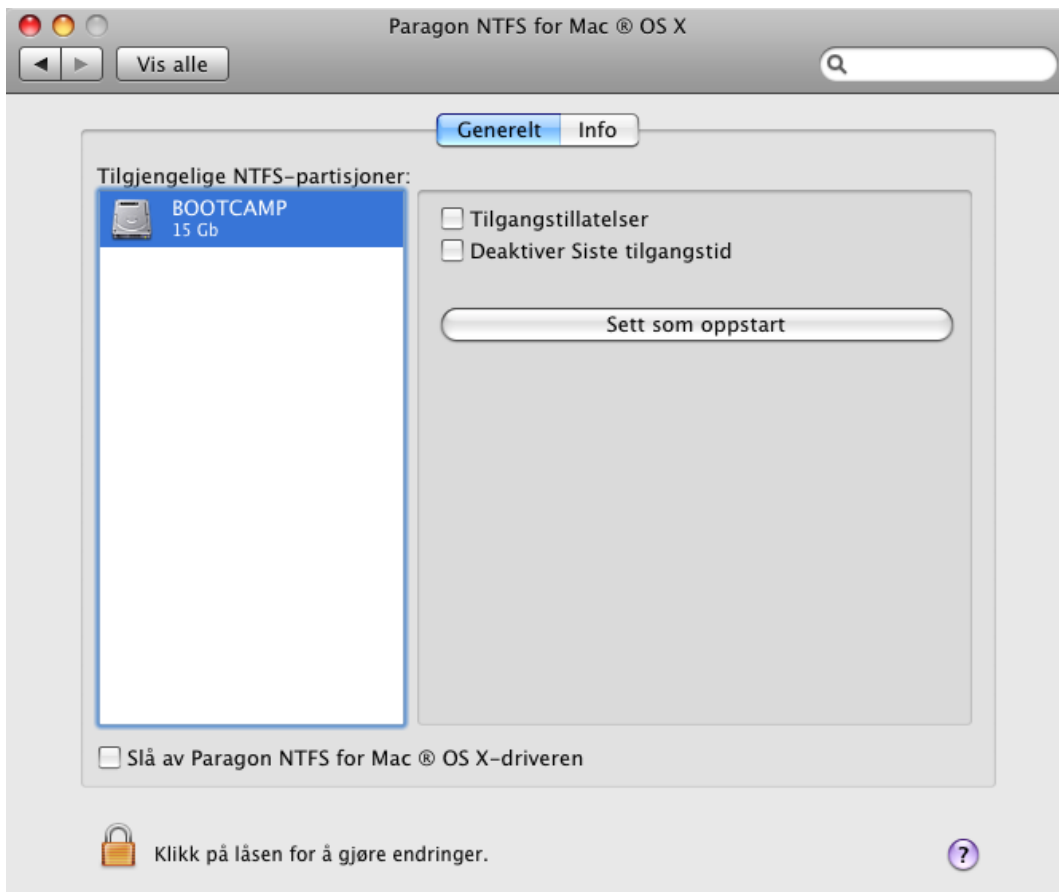 Paragon NTFS for Mac ® OS X
Vis alle
Generelt Info
Tilgjengelige NTFS-partisjoner:
BOOTCAMP
15 Gb
Tilgangstillatelser
Deaktiver Siste tilgangstid
Sett som oppstart
Slå av Paragon NTFS for Mac ® OS X-driveren
Klikk på låsen for å gjøre endringer.
?